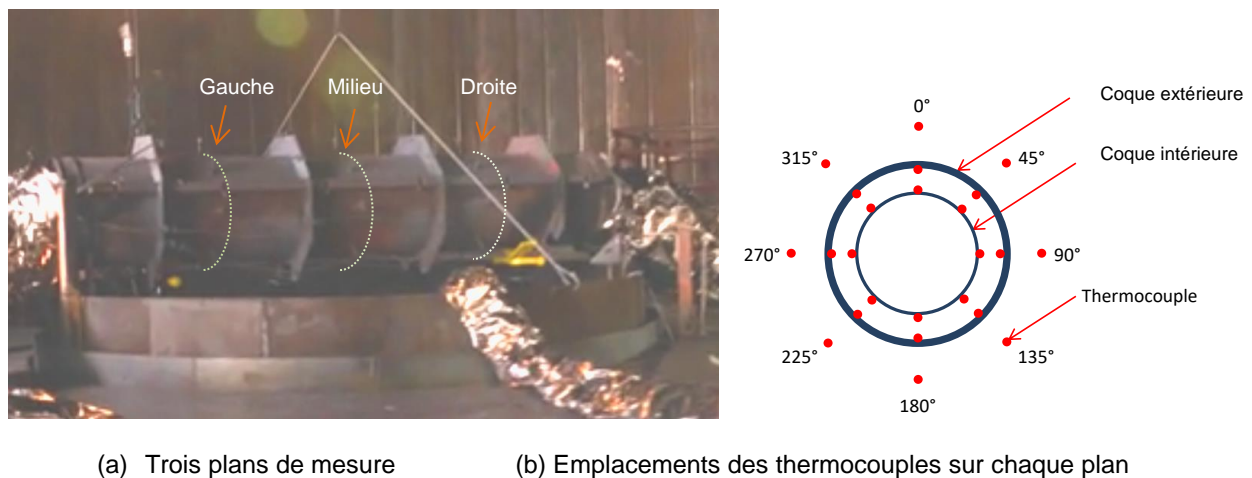 Gauche
Milieu
Droite
0°
45°
90°
135°
180°
225°
270°
315°
Coque extérieure
Coque intérieure
Thermocouple
(a) Trois plans de mesure
(b) Emplacements des thermocouples sur chaque plan